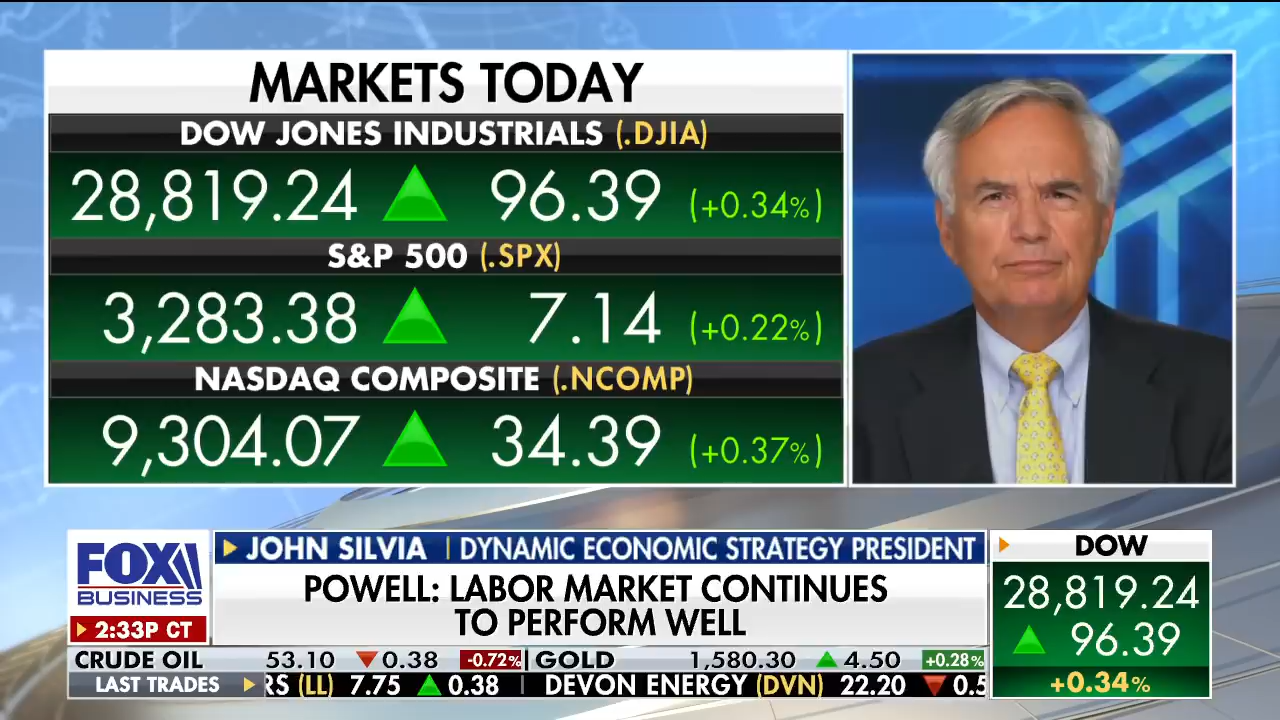 MARKETS TODAY
DOW JONES INDUSTRIALS (.DJIA)
28,819.24 96.39 (+0.34%)
S&P 500 (.SPX)
3,283.38 7.14 (+0.22%)
NASDAQ COMPOSITE (.NCOMP)
9,304.07 34.39 (+0.37%)
FOX
BUSINESS
2:33P CT
JOHN SILVIA | DYNAMIC ECONOMIC STRATEGY PRESIDENT
POWELL: LABOR MARKET CONTINUES
TO PERFORM WELL
DOW
28,819.24
96.39
+0.34%
CRUDE OIL 53.10 0.38 -0.72% GOLD 1,580.30 4.50 +0.28%
LAST TRADES RS (LL) 7.75 0.38 | DEVON ENERGY (DVN) 22.20 0.5